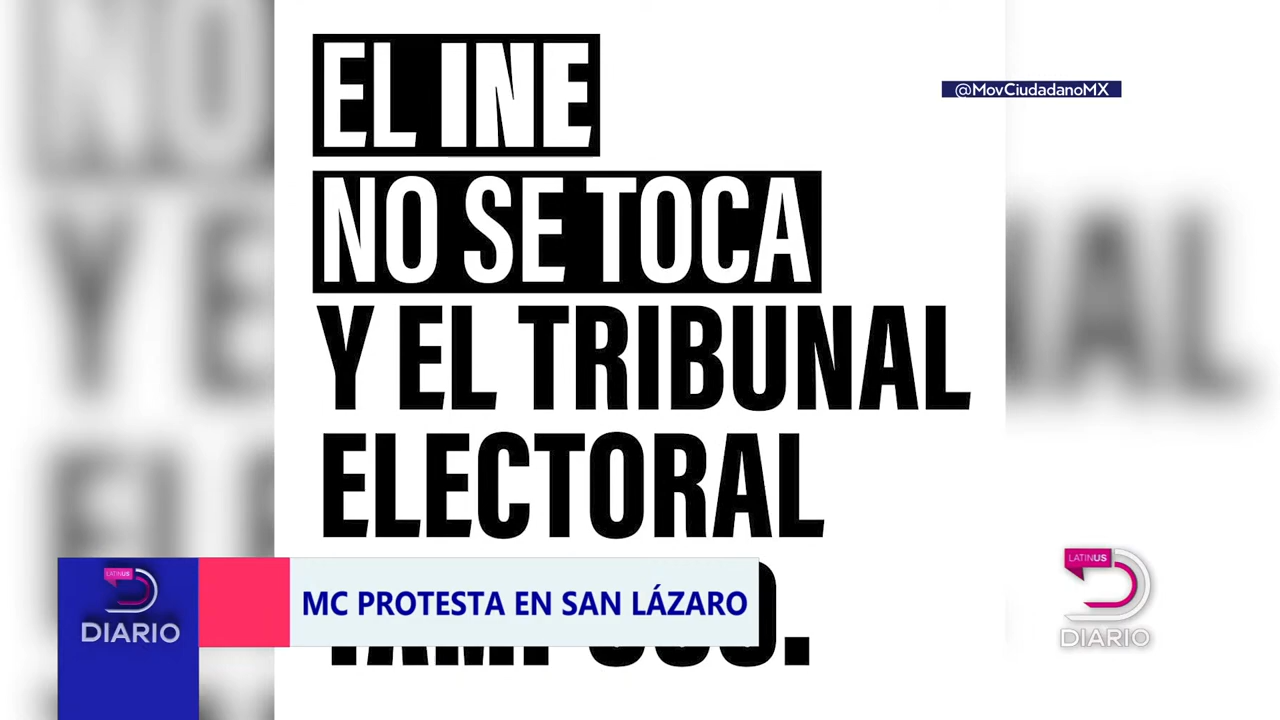 EL INE
NO SE TOCA
Y EL TRIBUNAL
ELECTORAL
@MovCiudadanoMX
LATINUS
DIARIO
MC PROTESTA EN SAN LÁZARO
LATINUS
DIARIO